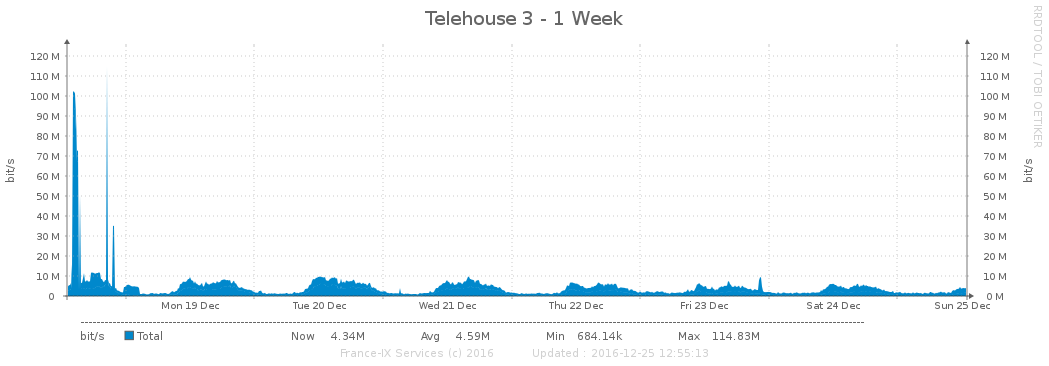 Telehouse 3 - 1 Week
RRDTOOL / TOBI OETIKER
120 M 120 M
110 M 110 M
100 M 100 M
90 M 90 M
80 M 80 M
70 M 70 M
60 M 60 M
50 M 50 M
40 M 40 M
30 M 30 M
20 M 20 M
10 M 10 M
0 0 M
bit/s
bit/s
Mon 19 Dec Tue 20 Dec Wed 21 Dec Thu 22 Dec Fri 23 Dec Sat 24 Dec Sun 25 Dec
bit/s Total Now 4.34M Avg 4.59M Min 684.14k Max 114.83M
France-IX Services (c) 2016 Updated : 2016-12-25 12:55:13